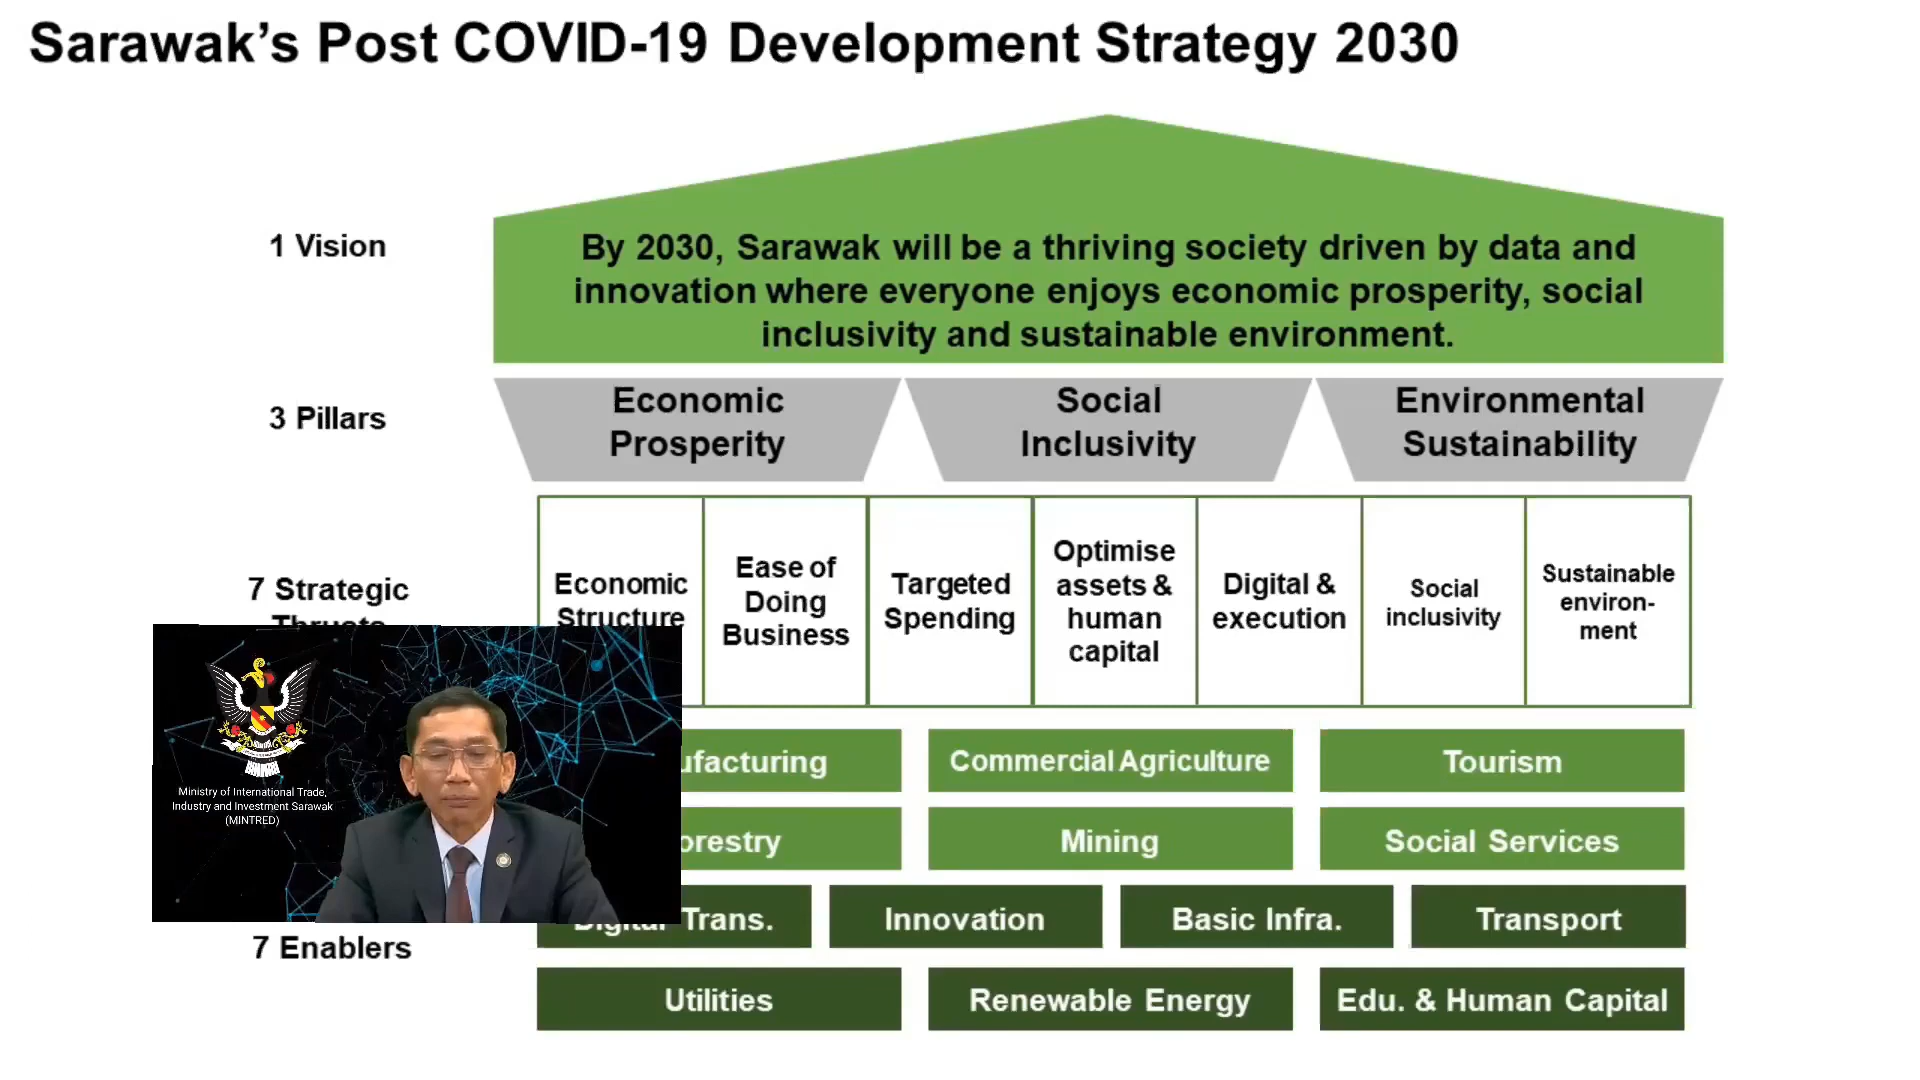 Sarawak’s Post COVID-19 Development Strategy 2030
1 Vision
By 2030, Sarawak will be a thriving society driven by data and
innovation where everyone enjoys economic prosperity, social
inclusivity and sustainable environment.
3 Pillars
Economic
Prosperity
Social
Inclusivity
Environmental
Sustainability
7 Strategic
Thrusts
Economic
Structure
Ease of
Doing
Business
Targeted
Spending
Optimise
assets &
human
capital
Digital &
execution
Social
inclusivity
Sustainable
environ-
ment
Ministry of International Trade,
Industry and Investment Sarawak
(MINTRED)
ufacturing
Commercial Agriculture
Tourism
orestry
Mining
Social Services
7 Enablers
Digital Trans.
Innovation
Basic Infra.
Transport
Utilities
Renewable Energy
Edu. & Human Capital